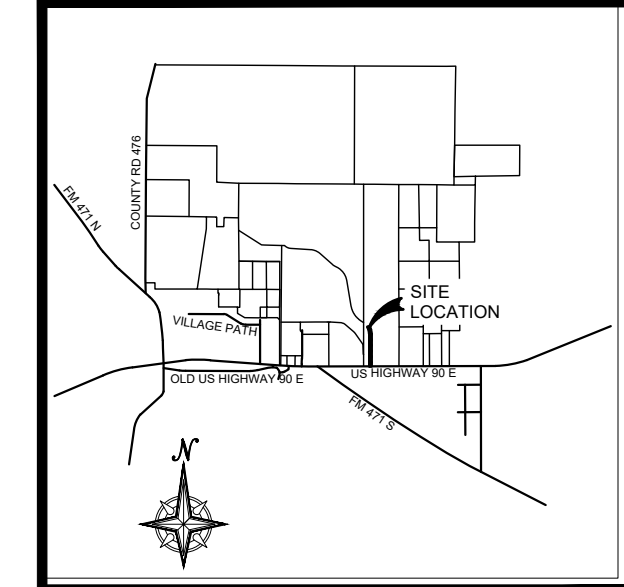 COUNTY RD 476
FM 471 N
SITE
LOCATION
VILLAGE PATH
OLD US HIGHWAY 90 E
US HIGHWAY 90 E
FM 471 S
N